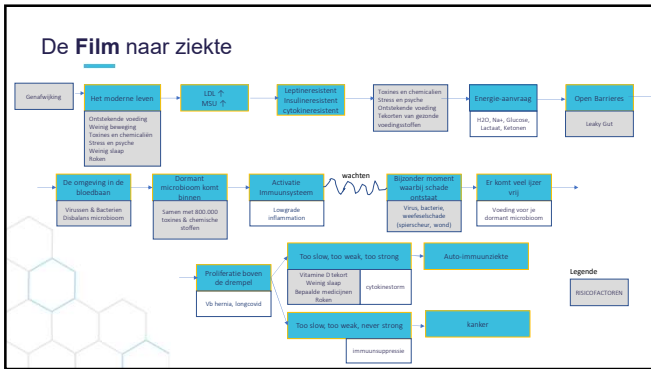 De Film naar ziekte
Genafwijking
Het moderne leven
Ontstekende voeding
Weinig beweging
Toxines en chemicaliën
Stress en psyche
Weinig slaap
Roken
LDL ↑
MSU ↑
Leptineresistent
Insulineresistent
cytokineresistent
Toxines en chemicalien
Stress en psyche
Ontstekende voeding
Tekorten van gezonde
voedingsstoffen
Energie-aanvraag
H2O, Na+, Glucose,
Lactaat, Ketonen
Open Barrieres
Leaky Gut
De omgeving in de
bloedbaan
Virussen & Bacterien
Disbalans microbioom
Dormant
microbioom komt
binnen
Samen met 800.000
toxines & chemische
stoffen
Activatie
Immuunsysteem
Lowgrade
inflammation
wachten
Bijzonder moment
waarbij schade
ontstaat
Virus, bacterie,
weefselschade
(spierscheur, wond)
Er komt veel ijzer
vrij
Voeding voor je
dormant microbioom
Proliferatie boven
de drempel
Vb hernia, longcovid
Too slow, too weak, too strong
Vitamine D tekort
Weinig slaap
Bepaalde medicijnen
Roken
cytokinestorm
Auto-immuunziekte
Too slow, too weak, never strong
immuunsuppressie
kanker
Legende
RISICOFACTOREN